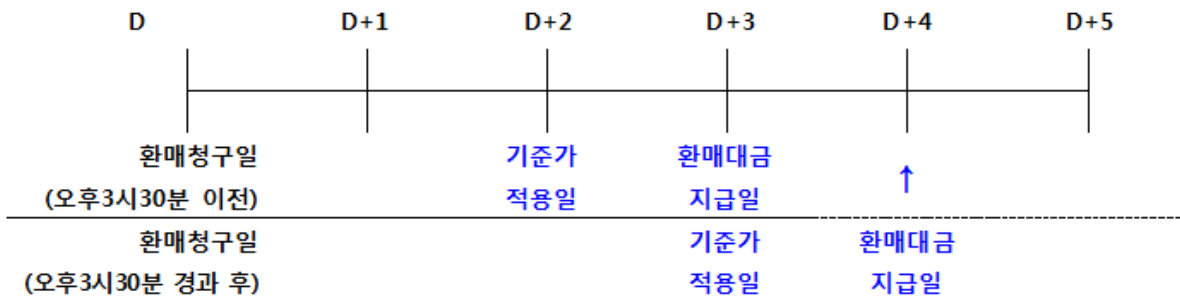 D D+1 D+2 D+3 D+4 D+5
환매청구일 기준가 환매대금
↑
(오후3시30분 이전) 적용일 지급일
환매청구일 기준가 환매대금
(오후3시30분 경과 후) 적용일 지급일